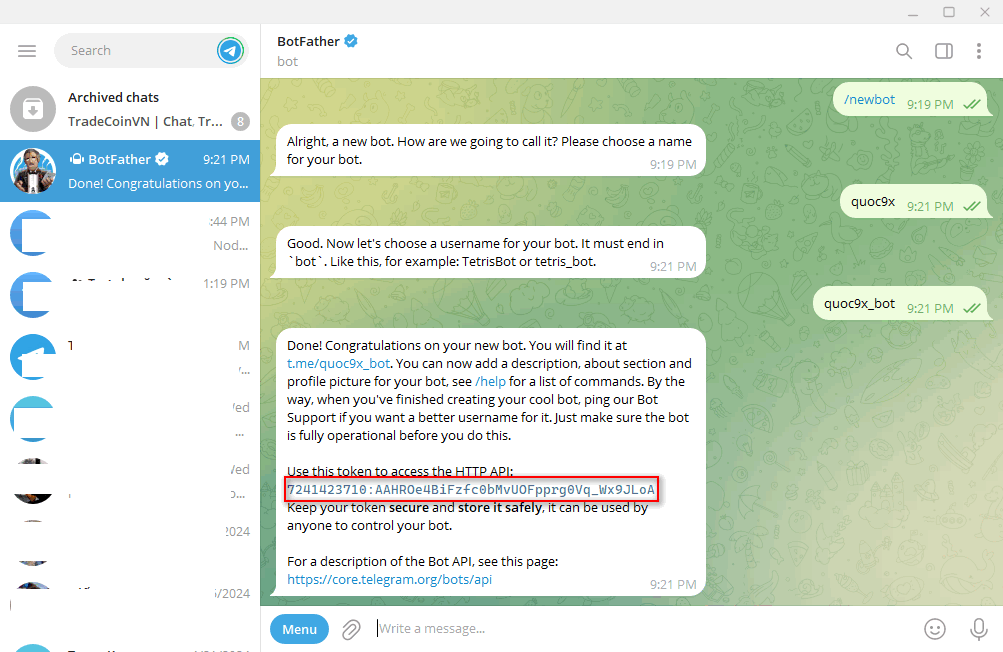 Search
BotFather
bot
Archived chats
TradeCoinVN | Chat, Tr...
8
BotFather
9:21 PM
Done! Congratulations on yo...
:44 PM
Nod...
1:19 PM
/newbot
9:19 PM
Alright, a new bot. How are we going to call it? Please choose a name
for your bot.
9:19 PM
quoc9x
9:21 PM
Good. Now let's choose a username for your bot. It must end in
`bot`. Like this, for example: TetrisBot or tetris_bot.
9:21 PM
quoc9x_bot
9:21 PM
Done! Congratulations on your new bot. You will find it at
t.me/quoc9x_bot. You can now add a description, about section and
profile picture for your bot, see /help for a list of commands. By the
way, when you've finished creating your cool bot, ping our Bot
Support if you want a better username for it. Just make sure the bot
is fully operational before you do this.
Use this token to access the HTTP API:
7241423710:AAHROe4BiFzfc0bMvUOFpprg0Vq_Wx9JLoA
Keep your token secure and store it safely, it can be used by
anyone to control your bot.
For a description of the Bot API, see this page:
https://core.telegram.org/bots/api
9:21 PM
Menu
Write a message...